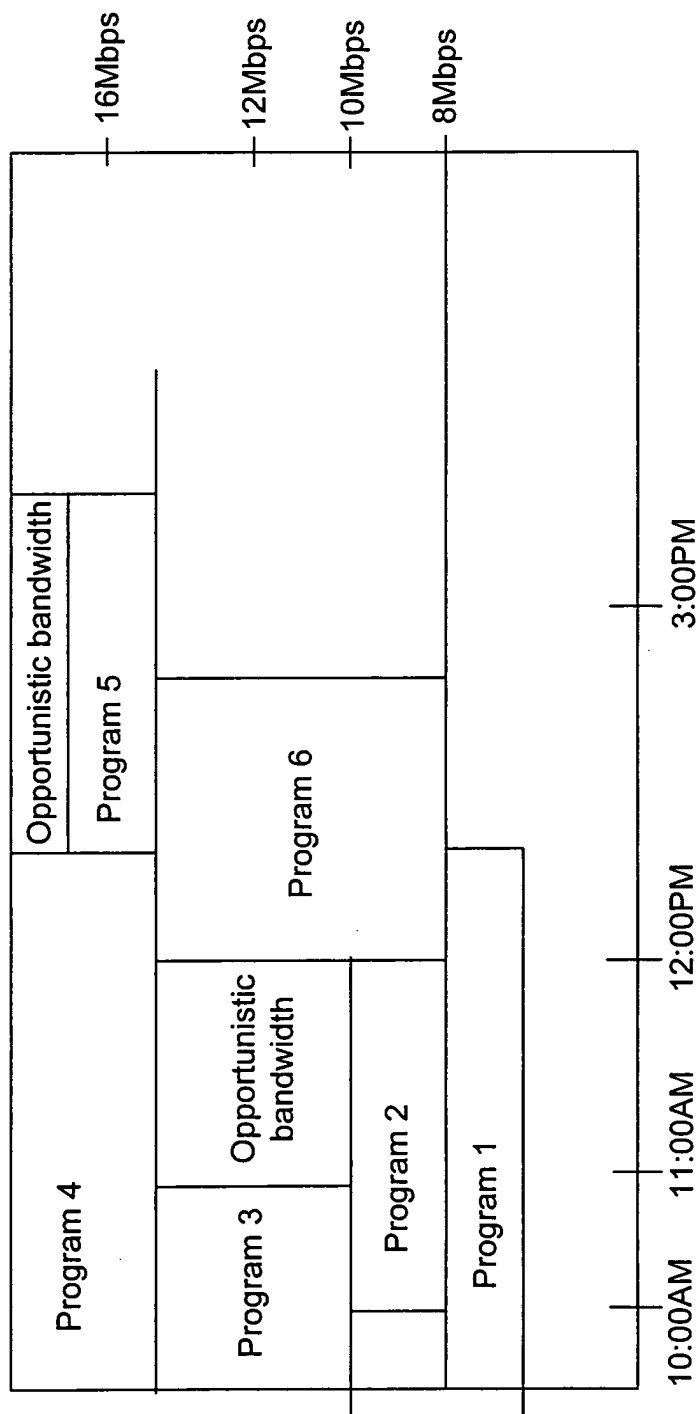 Program 4
Opportunistic bandwidth
Program 5
16Mbps
Program 3
Opportunistic
bandwidth
Program 6
12Mbps
10Mbps
Program 2
8Mbps
Program 1
10:00AM
11:00AM
12:00PM
3:00PM